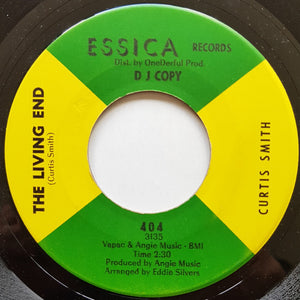 ESSICA RECORDS
Dist. by OneDerful Prod.
D J COPY
THE LIVING END
(Curtis Smith)
CURTIS SMITH
404
3135
Vapac & Angie Music - BMI
Time 2:30
Produced by Angie Music
Arranged by Eddie Silvers